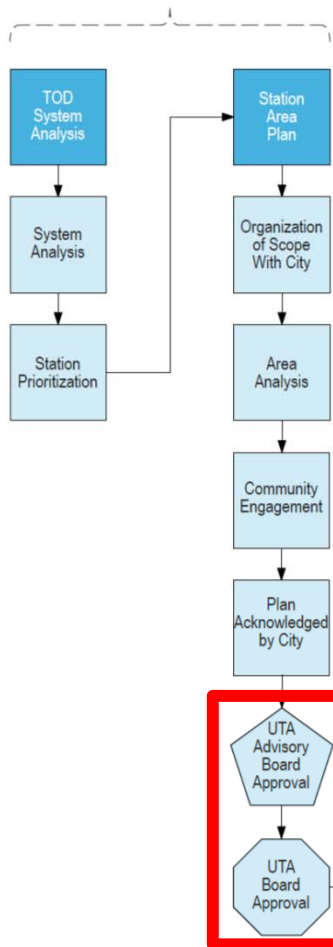 TOD
System
Analysis
System
Analysis
Station
Prioritization
Station
Area
Plan
Organization
of Scope
With City
Area
Analysis
Community
Engagement
Plan
Acknowledged
by City
UTA
Advisory
Board
Approval
UTA
Board
Approval